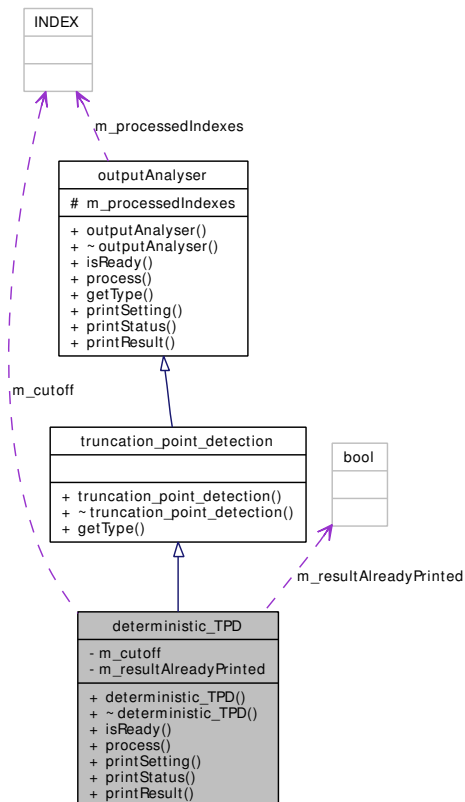 INDEX
m_processedIndexes
outputAnalyser
# m_processedIndexes
+ outputAnalyser()
+ ~ outputAnalyser()
+ isReady()
+ process()
+ getType()
+ printSetting()
+ printStatus()
+ printResult()
m_cutoff
truncation_point_detection
+ truncation_point_detection()
+ ~ truncation_point_detection()
+ getType()
bool
m_resultAlreadyPrinted
deterministic_TPD
- m_cutoff
- m_resultAlreadyPrinted
+ deterministic_TPD()
+ ~ deterministic_TPD()
+ isReady()
+ process()
+ printSetting()
+ printStatus()
+ printResult()